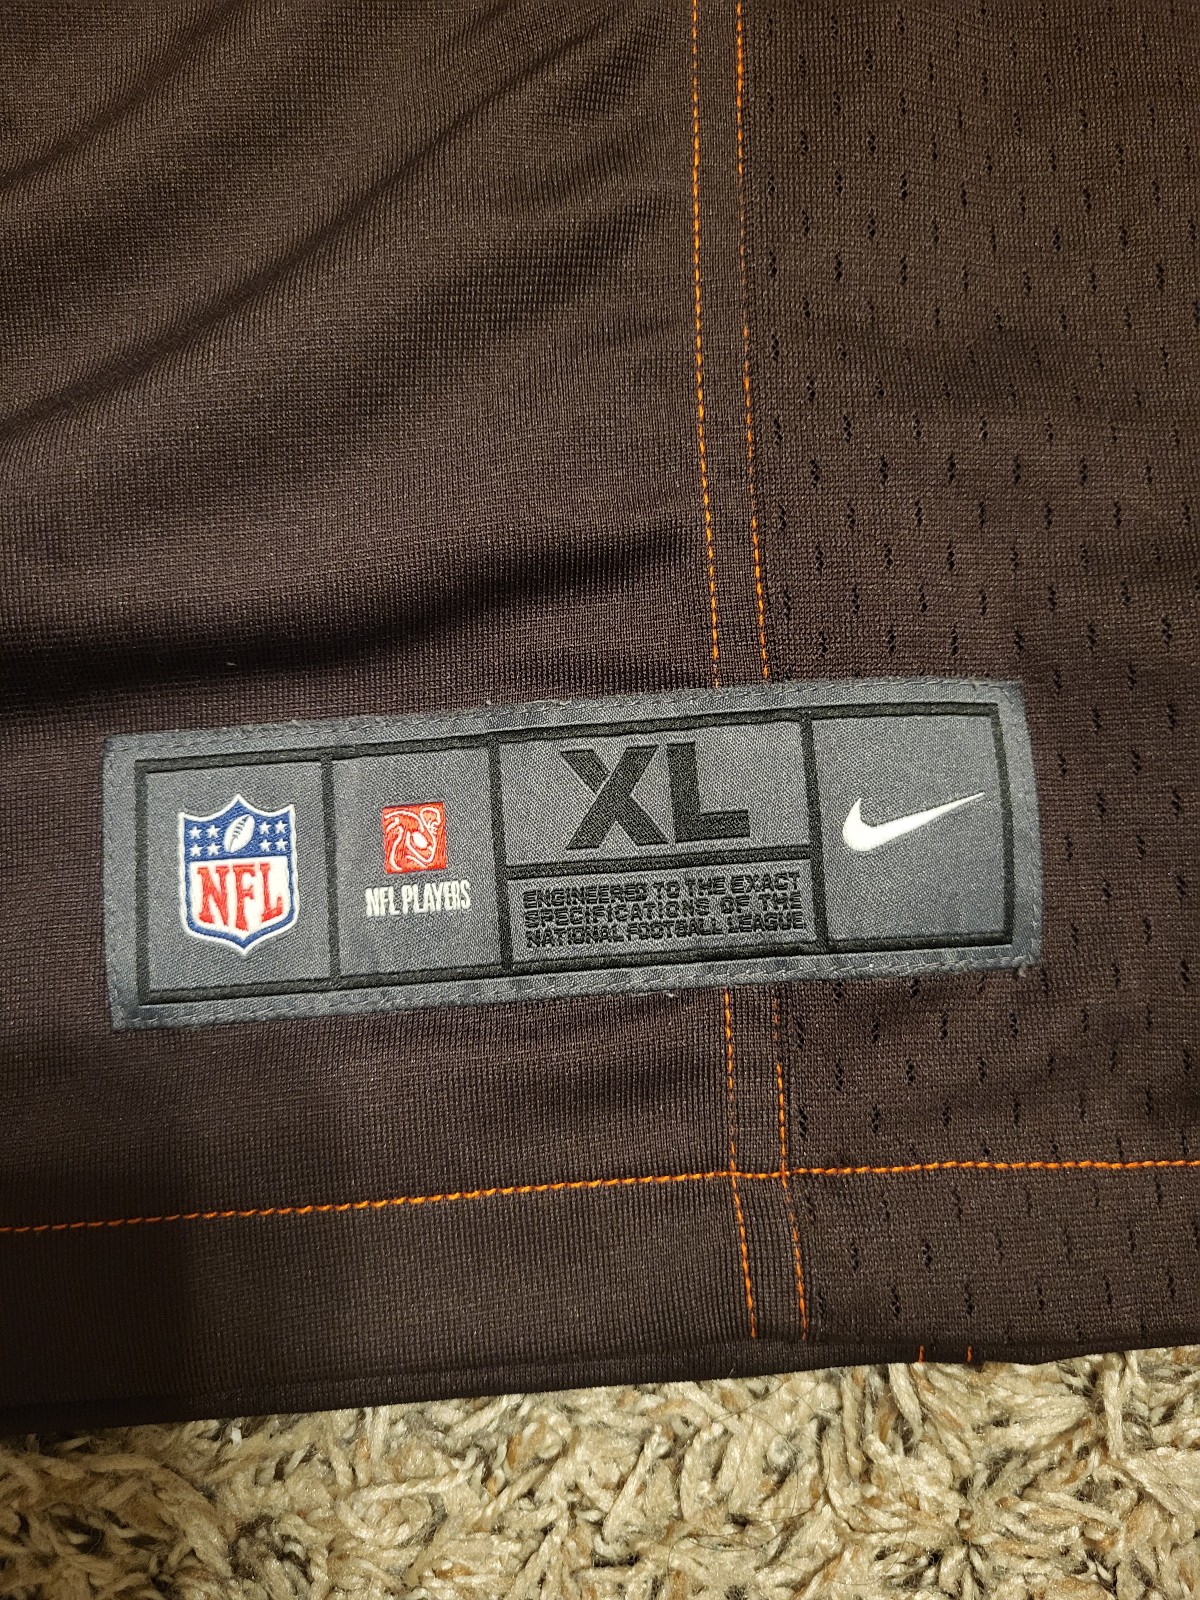 NFL
NFL PLAYERS
XL
ENGINEERED TO THE EXACT
SPECIFICATIONS OF THE
NATIONAL FOOTBALL LEAGUE